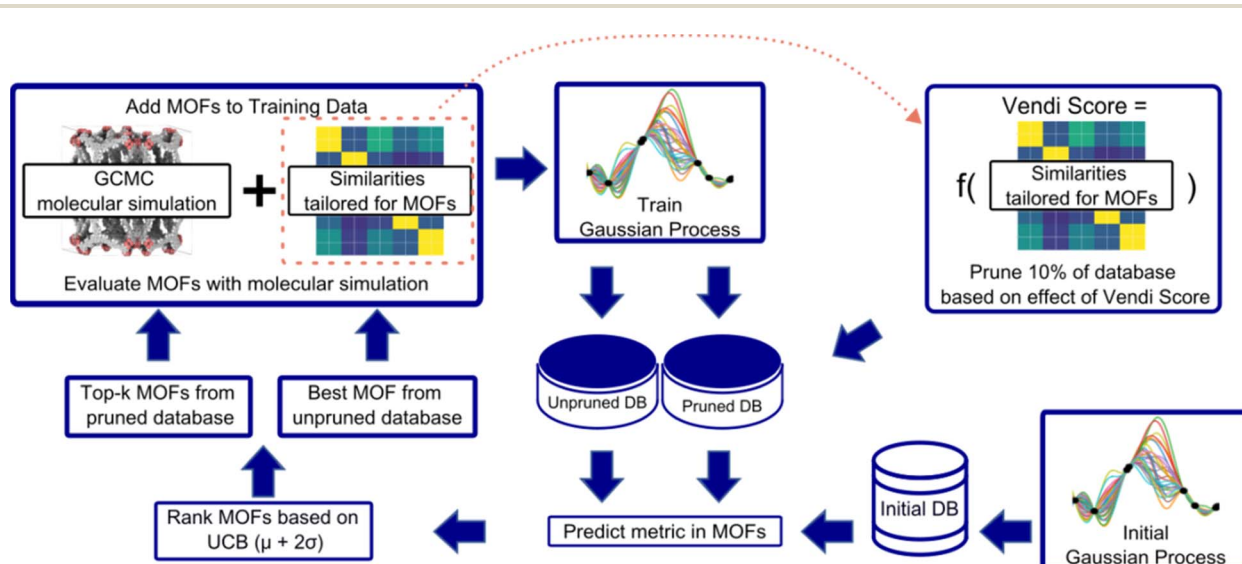 Add MOFs to Training Data
GCMC
molecular simulation
+
Similarities
tailored for MOFs
Evaluate MOFs with molecular simulation
Train
Gaussian Process
Vendi Score =
f(
Similarities
tailored for MOFs
)
Prune 10% of database
based on effect of Vendi Score
Top-k MOFs from
pruned database
Best MOF from
unpruned database
Unpruned DB
Pruned DB
Rank MOFs based on
UCB (μ + 2σ)
Predict metric in MOFs
Initial DB
Initial
Gaussian Process